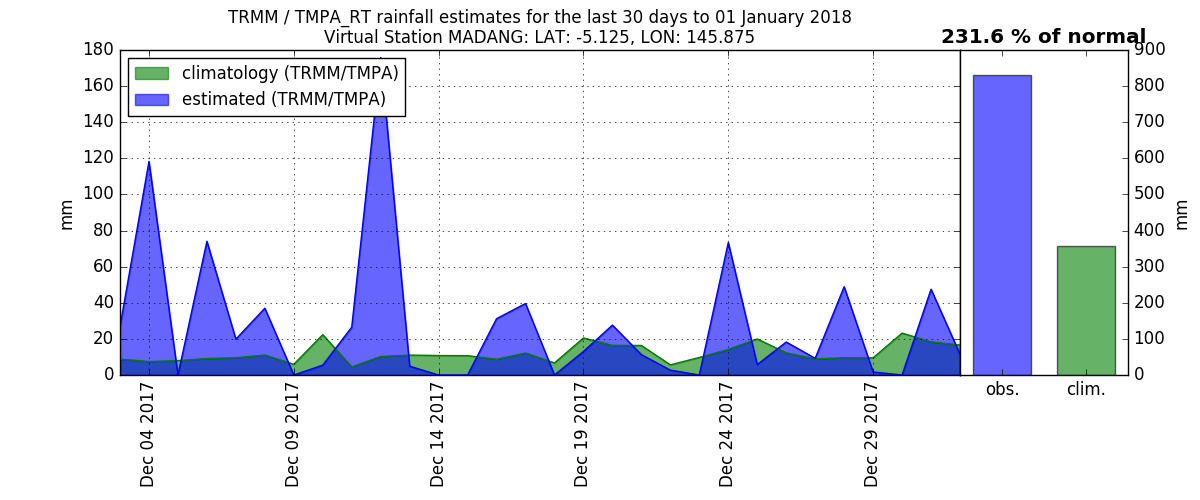 TRMM / TMPA_RT rainfall estimates for the last 30 days to 01 January 2018
Virtual Station MADANG: LAT: -5.125, LON: 145.875
231.6 % of normal
climatology (TRMM/TMPA)
estimated (TRMM/TMPA)
180
160
140
120
100
80
60
40
20
0
mm
Dec 04 2017
Dec 09 2017
Dec 14 2017
Dec 19 2017
Dec 24 2017
Dec 29 2017
900
800
700
600
500
400
300
200
100
0
mm
obs.
clim.